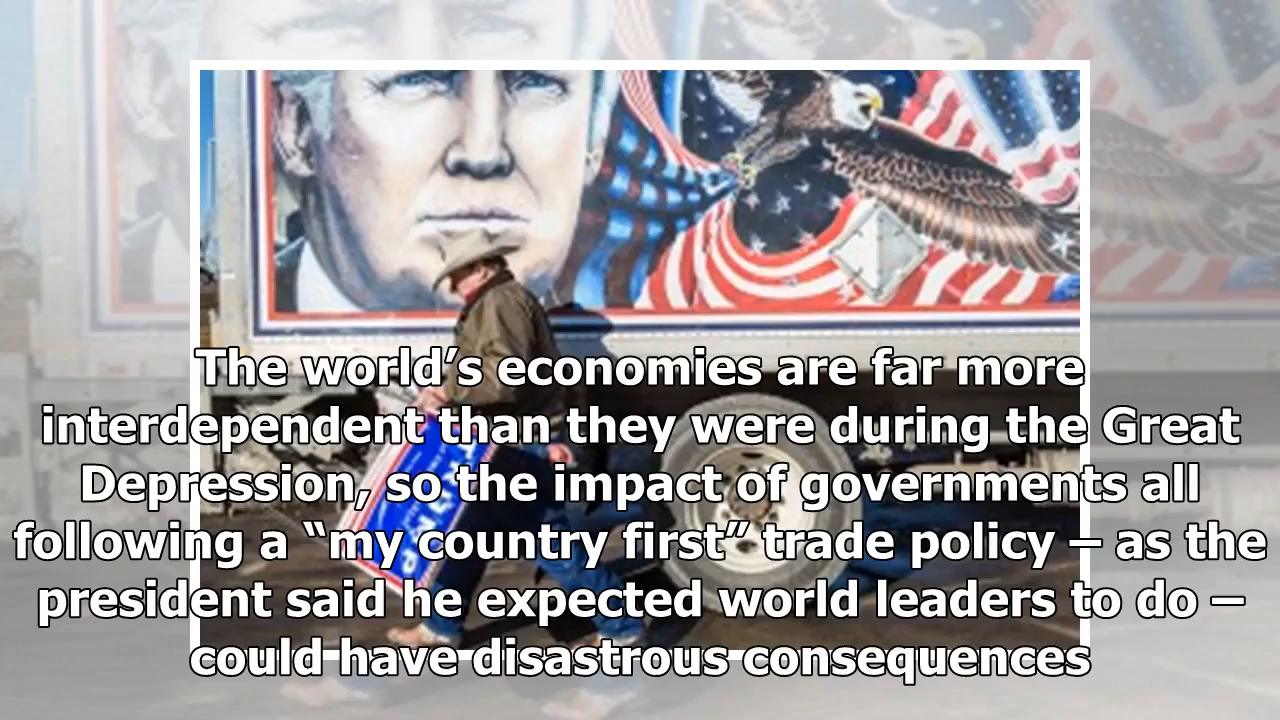 The world’s economies are far more
interdependent than they were during the Great
Depression, so the impact of governments all
following a “my country first” trade policy – as the
president said he expected world leaders to do –
could have disastrous consequences